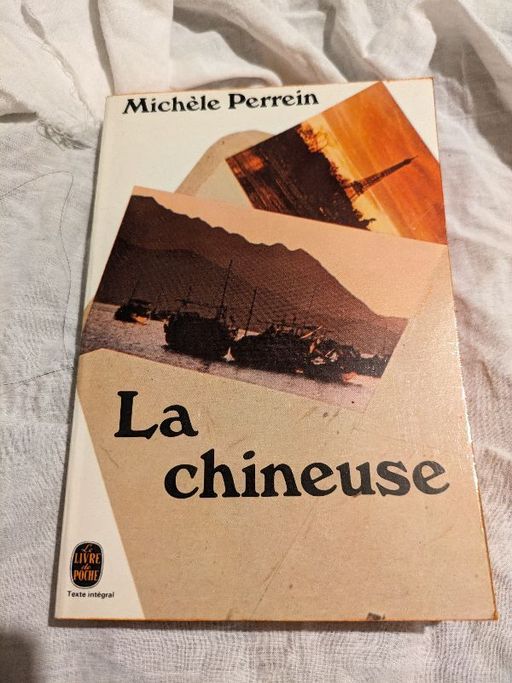 Michèle Perrein
La
chineuse
Le
LIVRE
de
POCHE
Texte intégral